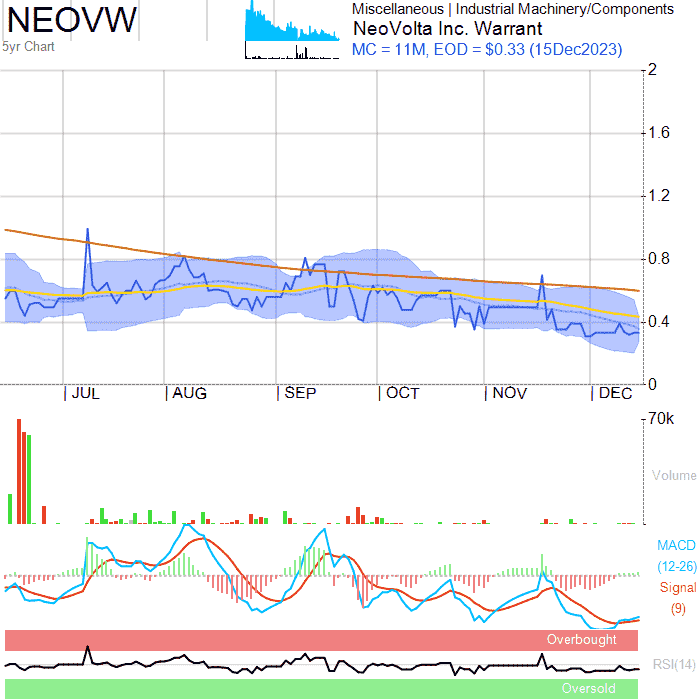 NEOVW
5yr Chart
Miscellaneous | Industrial Machinery/Components
NeoVolta Inc. Warrant
MC = 11M, EOD = $0.33 (15Dec2023)
2
1.6
1.2
0.8
0.4
0
JUL AUG SEP OCT NOV DEC
70k
Volume
MACD
(12-26)
Signal
(9)
Overbought
RSI(14)
Oversold